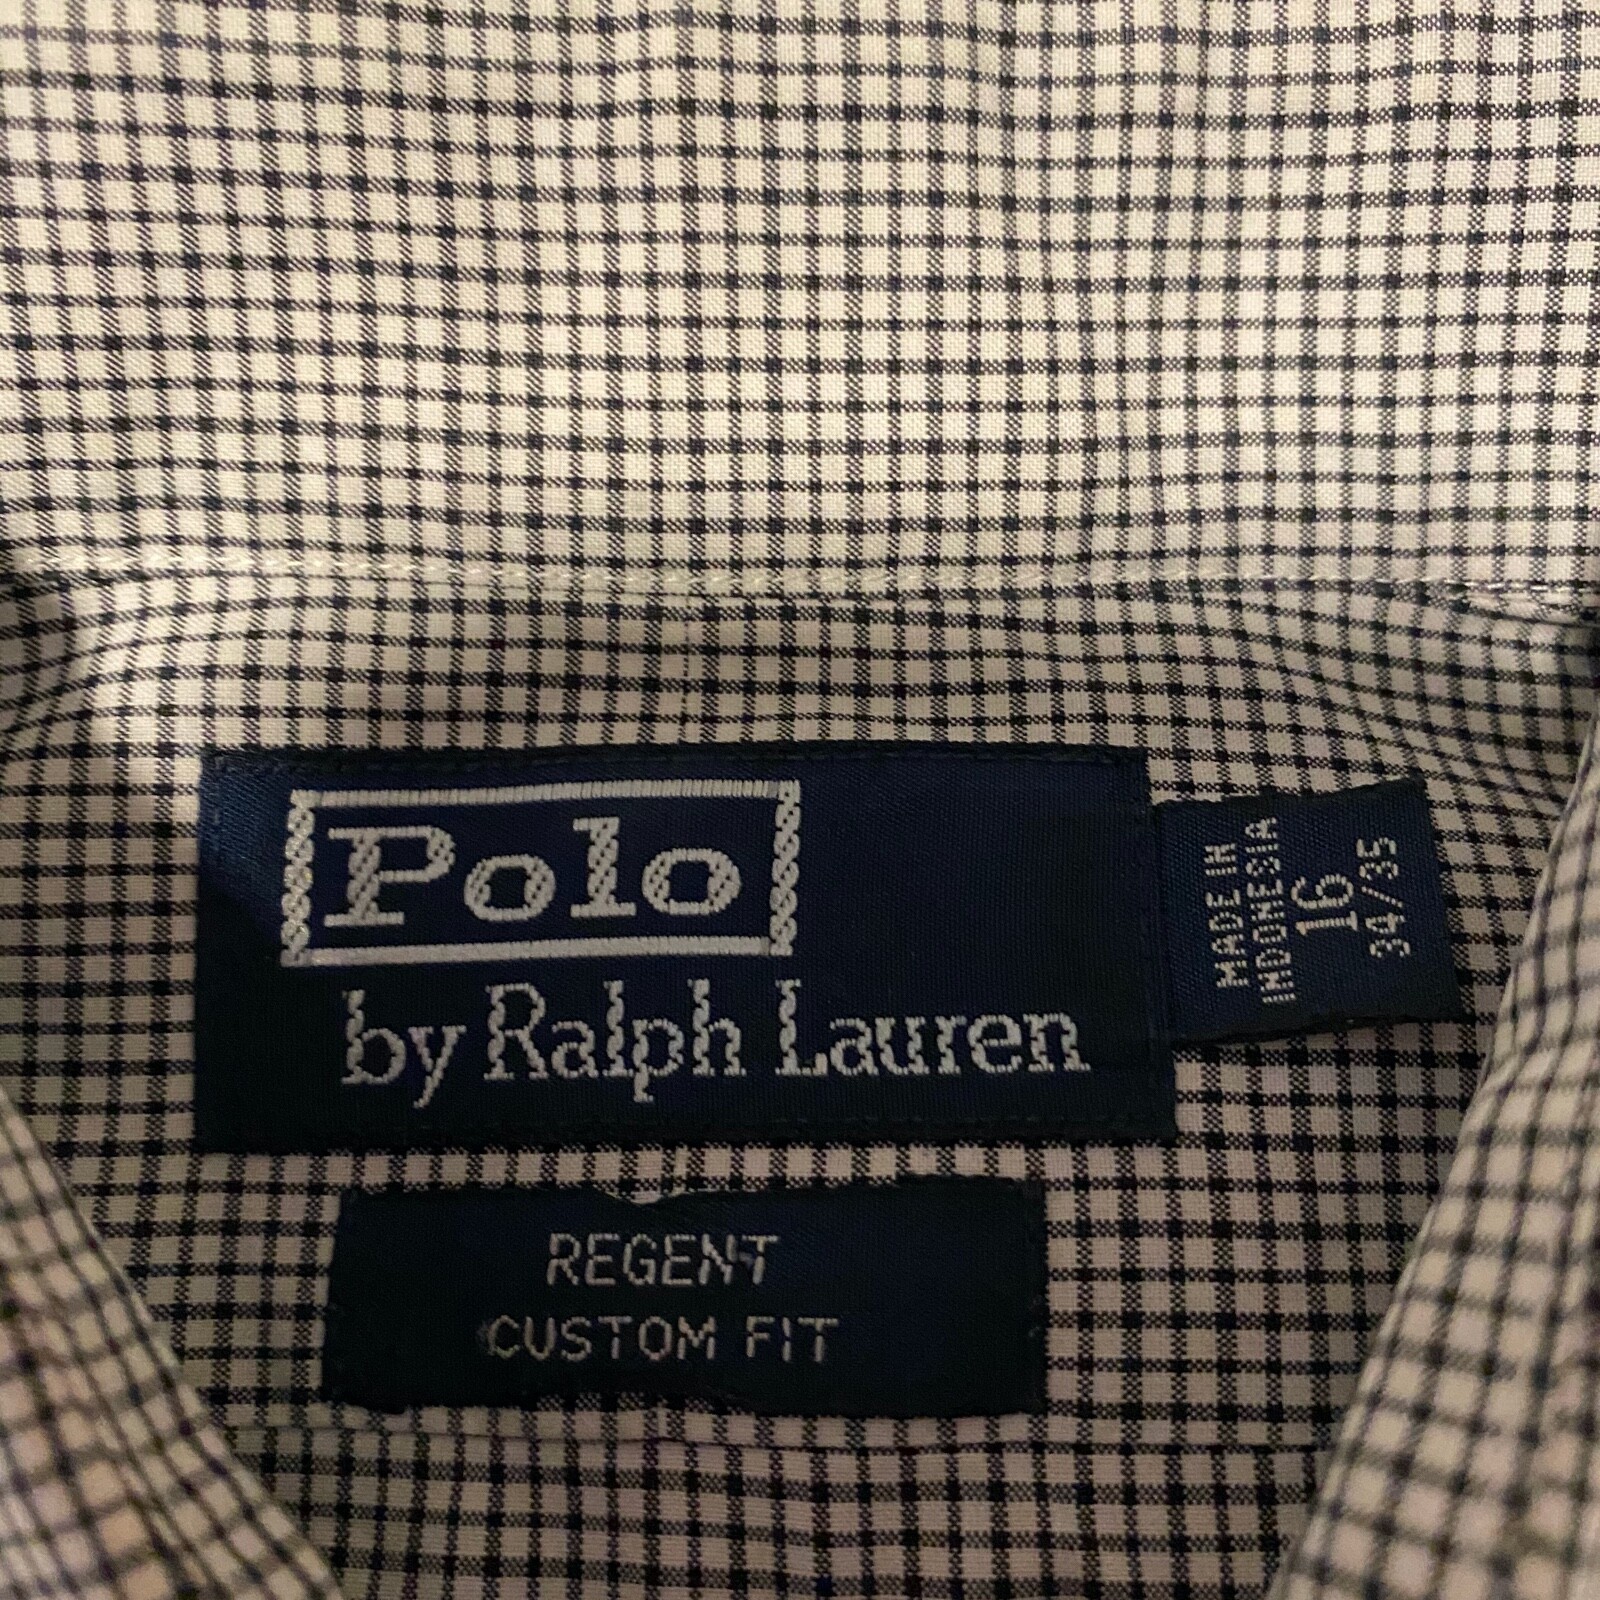 Polo
by Ralph Lauren
MADE IN
INDONESIA
16
34/35
REGENT
CUSTOM FIT